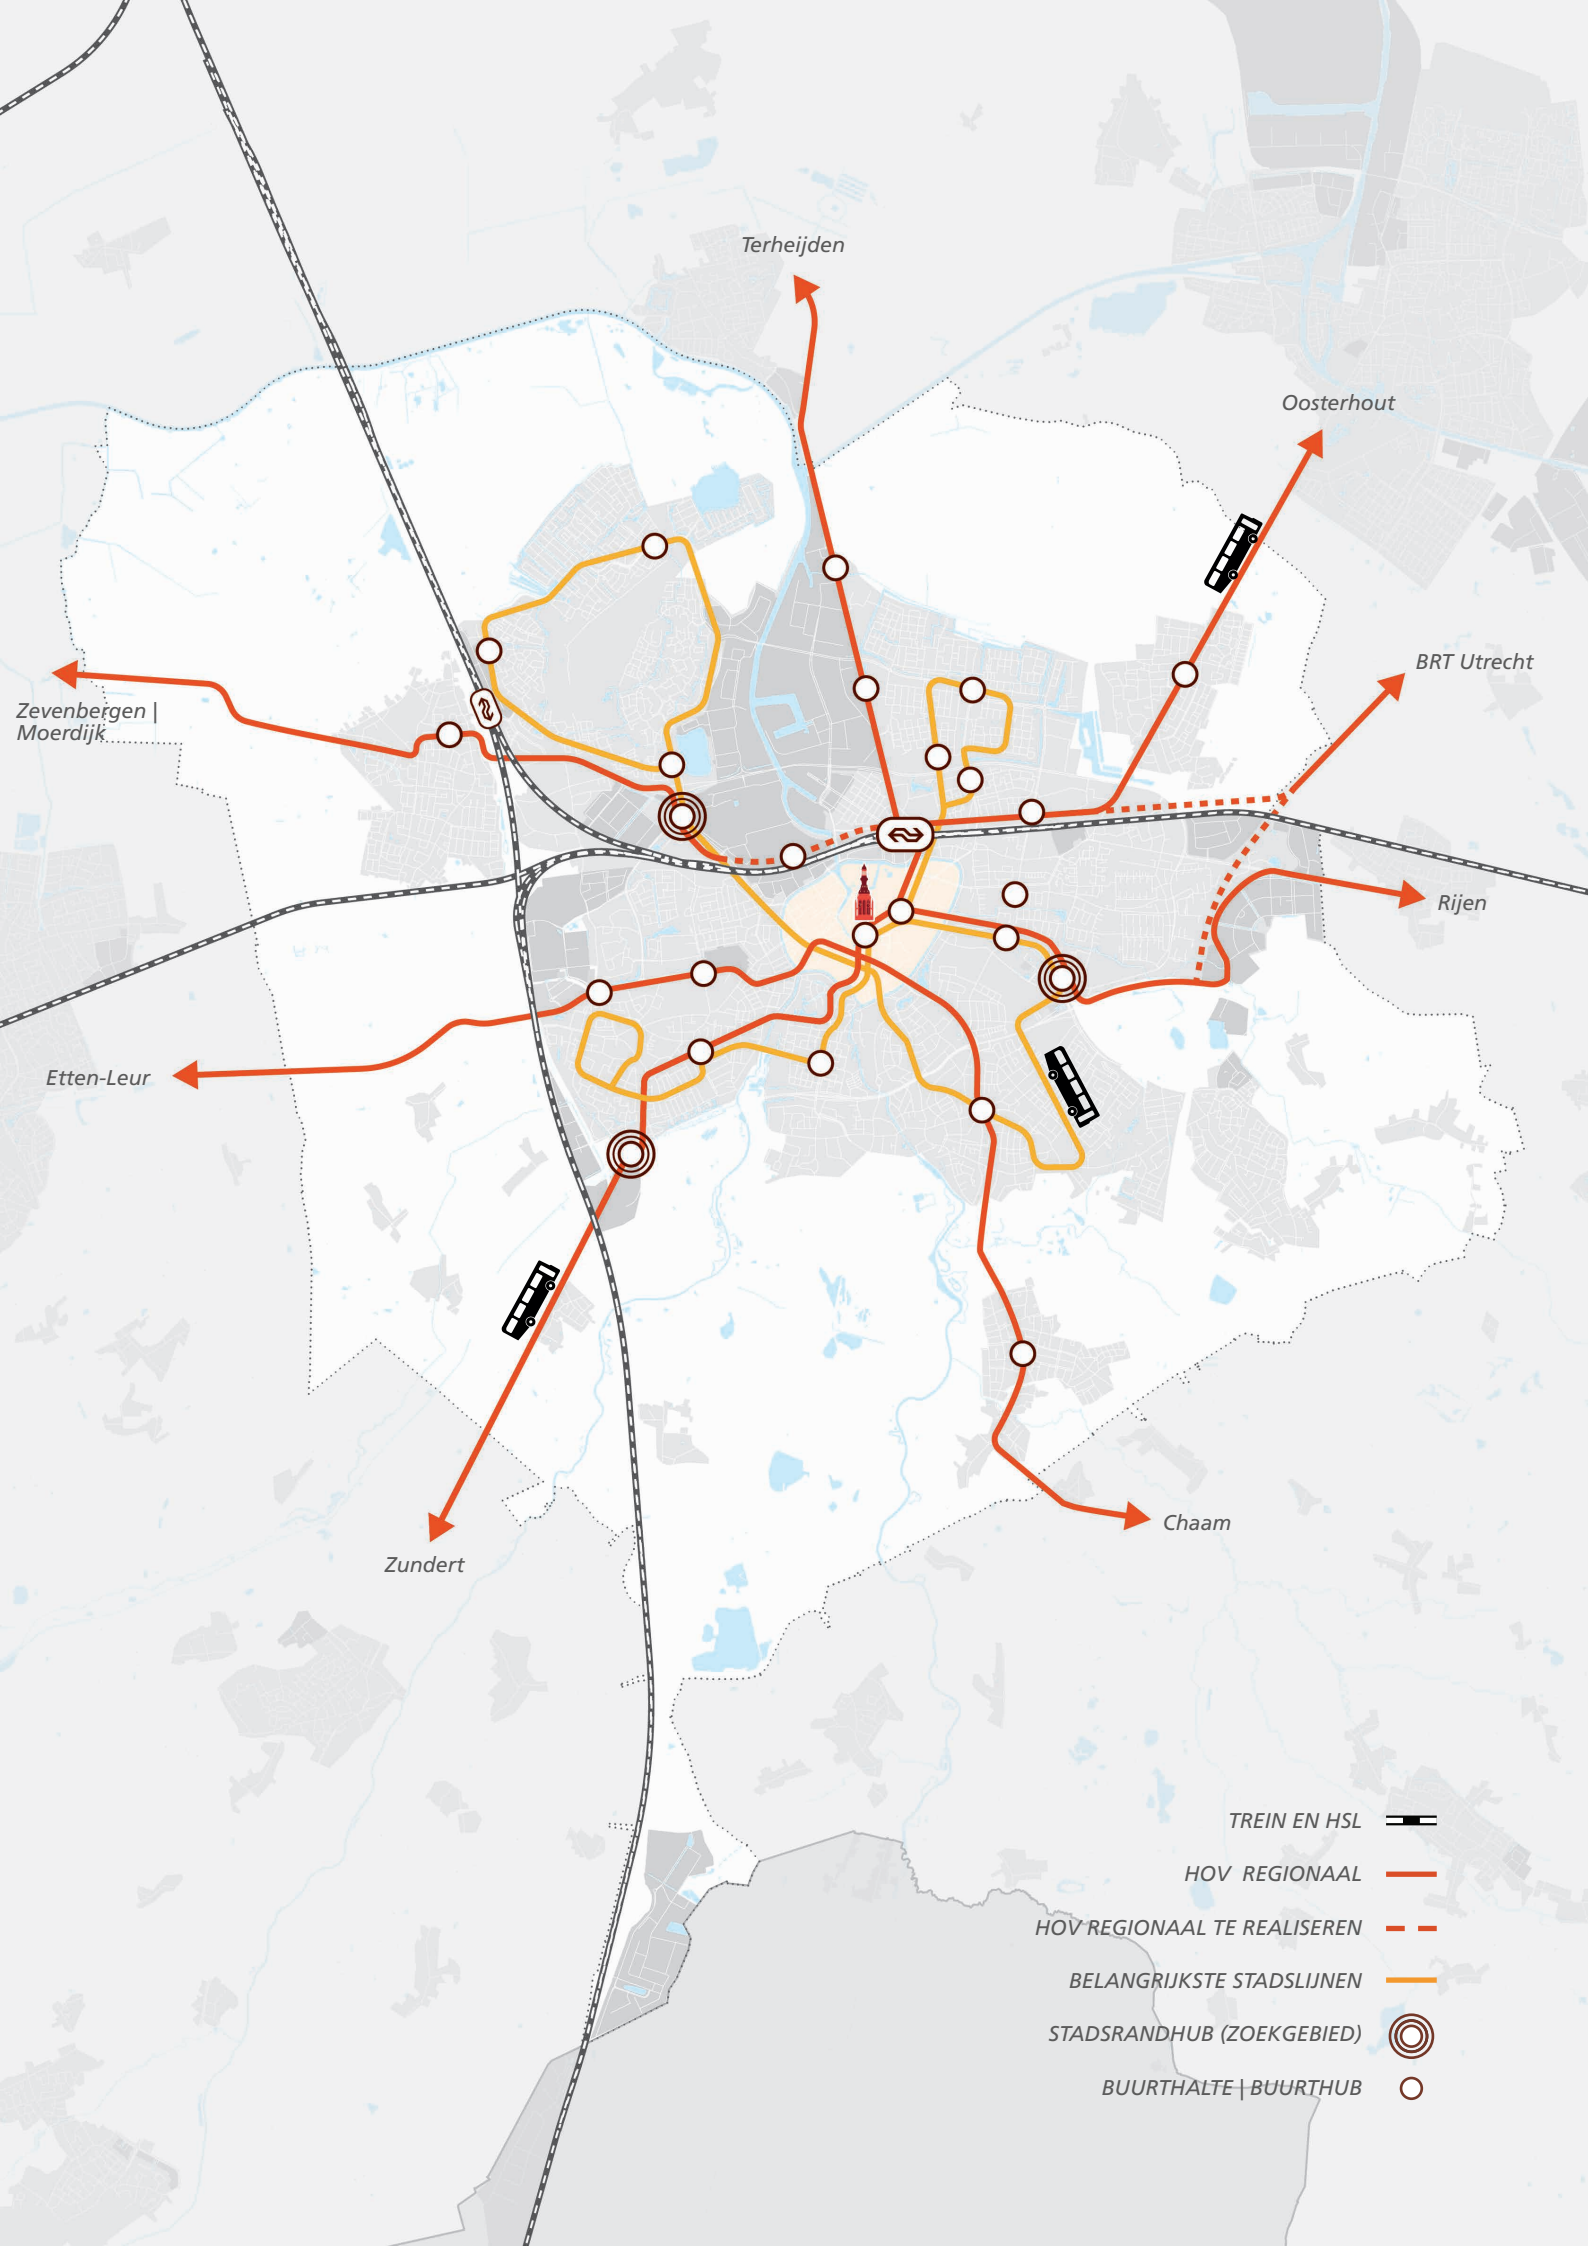 Terheijden
Oosterhout
BRT Utrecht
Zevenbergen |
Moerdijk
Rijen
Etten-Leur
Chaam
Zundert
TREIN EN HSL
HOV REGIONAAL
HOV REGIONAAL TE REALISEREN
BELANGRIJKSTE STADSLIJNEN
STADSRANDHUB (ZOEKGEBIED)
BUURTHALTE | BUURTHUB